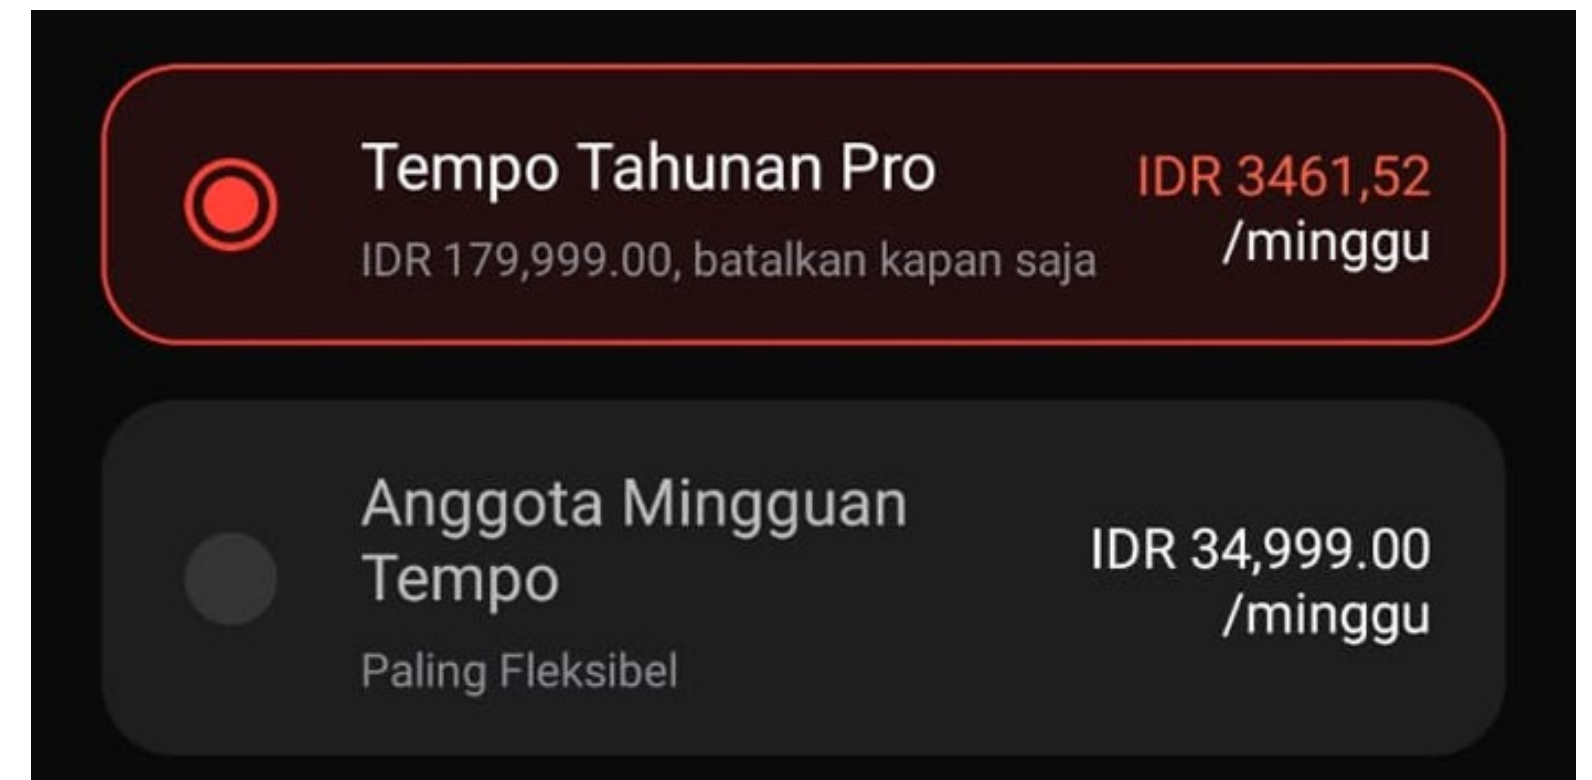 Tempo Tahunan Pro
IDR 179,999.00, batalkan kapan saja
IDR 3461,52
/minggu
Anggota Mingguan
Tempo
Paling Fleksibel
IDR 34,999.00
/minggu